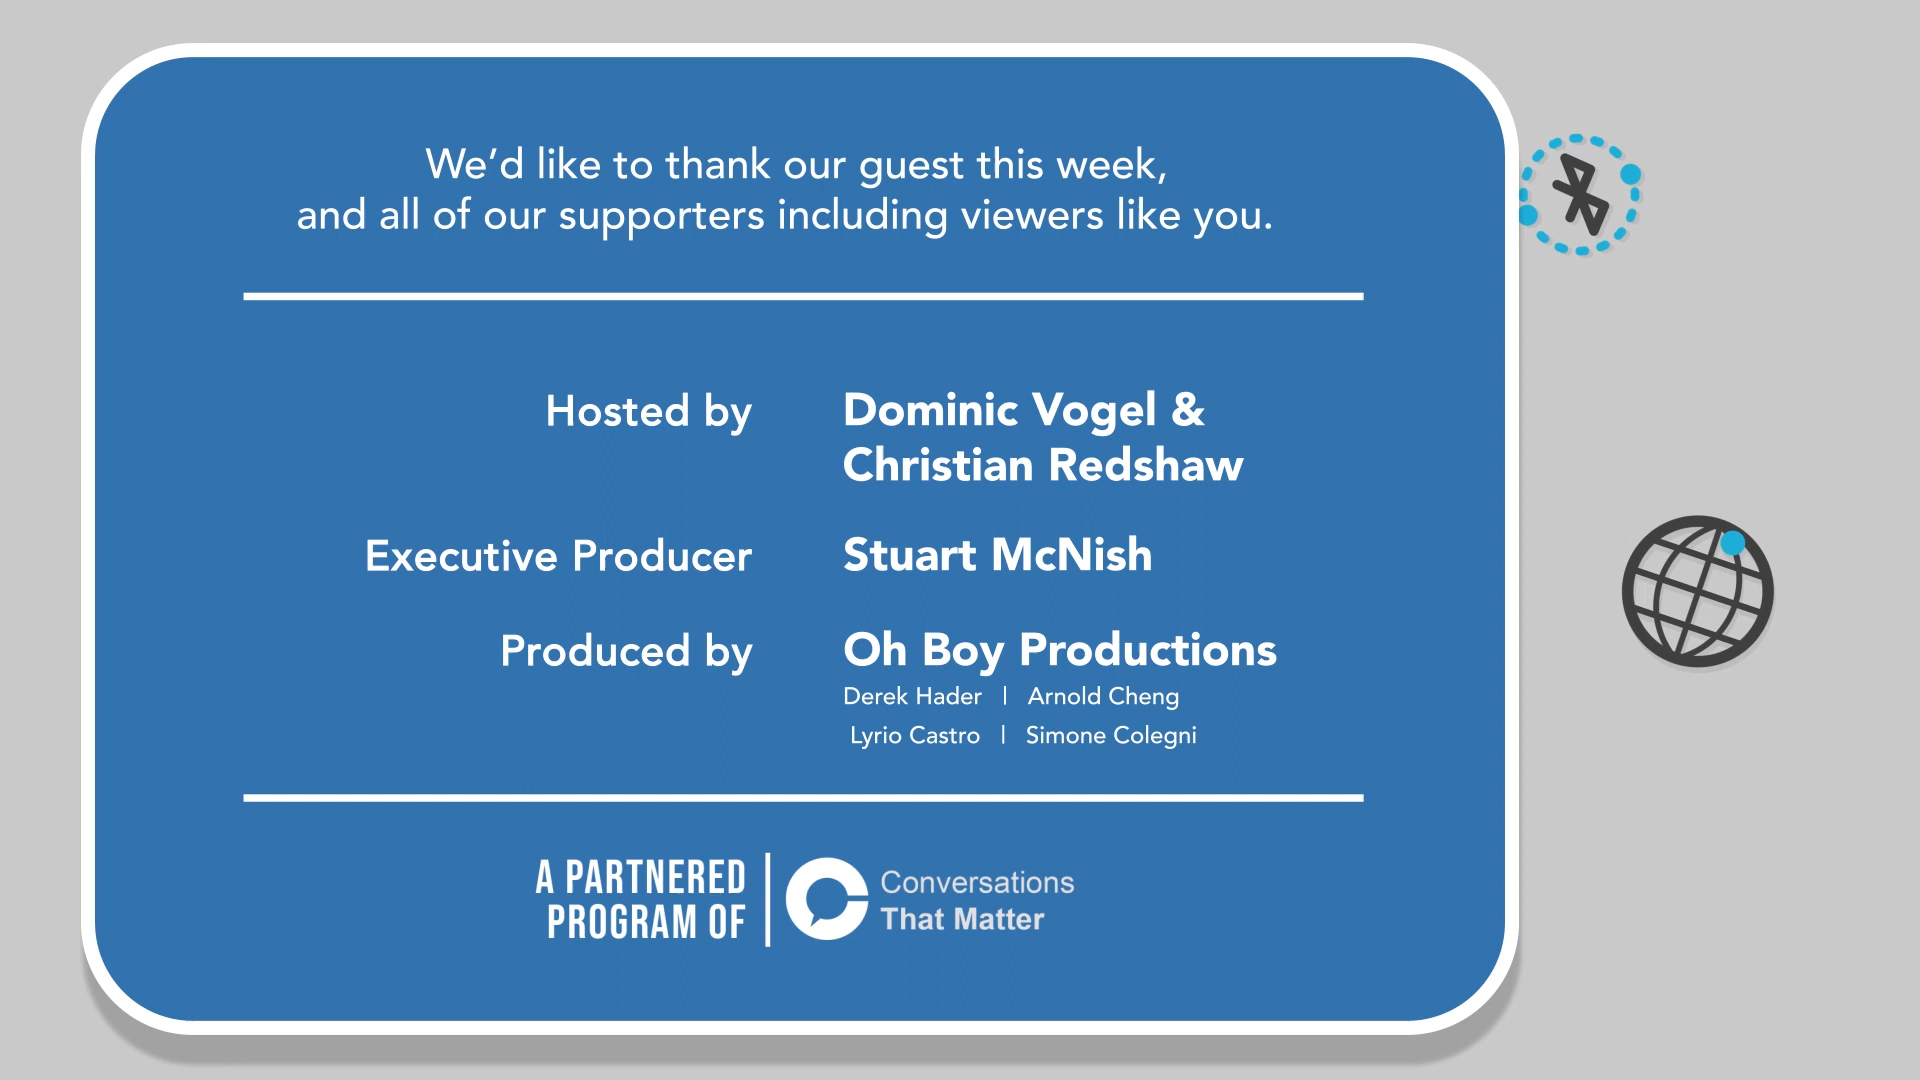 We’d like to thank our guest this week,
and all of our supporters including viewers like you.
Hosted by Dominic Vogel &
Christian Redshaw
Executive Producer Stuart McNish
Produced by Oh Boy Productions
Derek Hader | Arnold Cheng
Lyrio Castro | Simone Colegni
A PARTNERED
PROGRAM OF
Conversations
That Matter